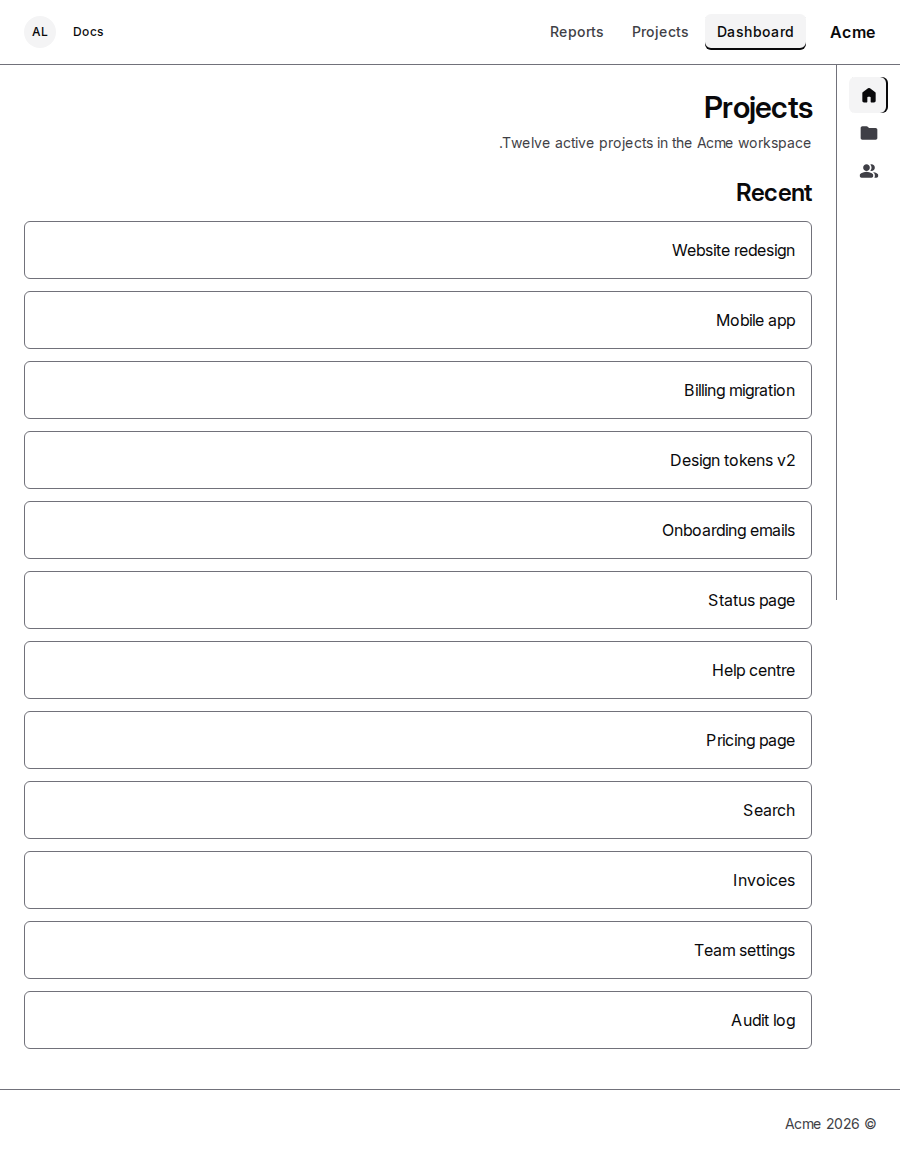 AL Docs Reports Projects Dashboard Acme
Projects
.Twelve active projects in the Acme workspace
Recent
Website redesign
Mobile app
Billing migration
Design tokens v2
Onboarding emails
Status page
Help centre
Pricing page
Search
Invoices
Team settings
Audit log
Acme 2026 ©